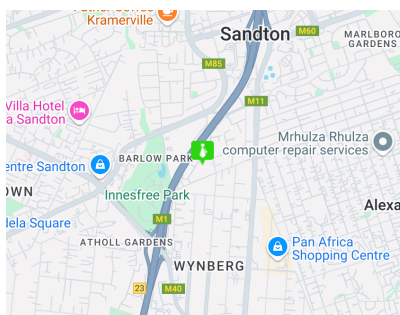 Kramerville
Sandton
M60
MARLBORO
GARDENS
M85
M11
Villa Hotel
a Sandton
Mrhulza Rhulza
computer repair services
BARLOW PARK
entre Sandton
Innesfree Park
OWN
Alexa
dela Square
M1
ATHOLL GARDENS
Pan Africa
Shopping Centre
WYNBERG
23
M40